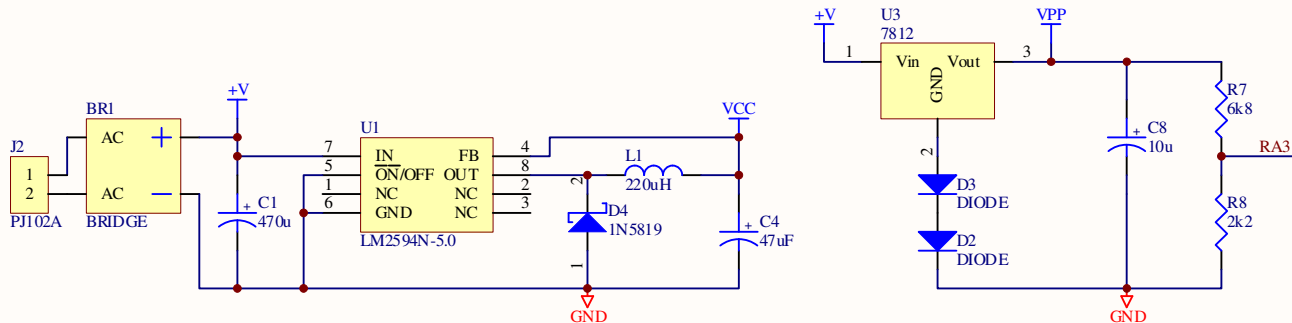 J2
1
2
PJ102A
BR1
AC
+
AC
−
BRIDGE
+V
+
C1
470u
U1
7
IN
FB
4
5
ON/OFF
OUT
8
1
NC
NC
2
6
GND
NC
3
LM2594N-5.0
2
D4
1N5819
1
GND
L1
220uH
VCC
+
C4
47uF
+V
1
U3
7812
Vin
Vout
GND
3
VPP
2
D3
DIODE
D2
DIODE
+
C8
10u
GND
R7
6k8
RA3
R8
2k2